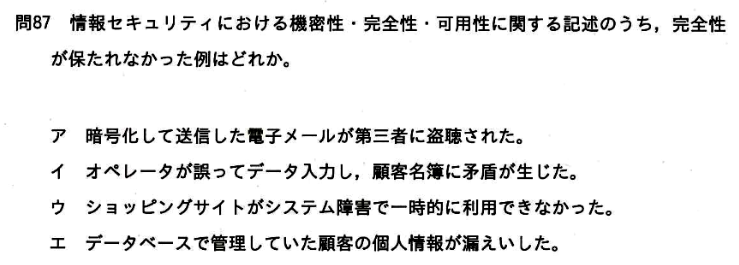 問87 情報セキュリティにおける機密性・完全性・可用性に関する記述のうち，完全性
が保たれなかった例はどれか。
ア 暗号化して送信した電子メールが第三者に盗聴された。
イ オペレータが誤ってデータ入力し，顧客名簿に矛盾が生じた。
ウ ショッピングサイトがシステム障害で一時的に利用できなかった。
エ データベースで管理していた顧客の個人情報が漏えいした。